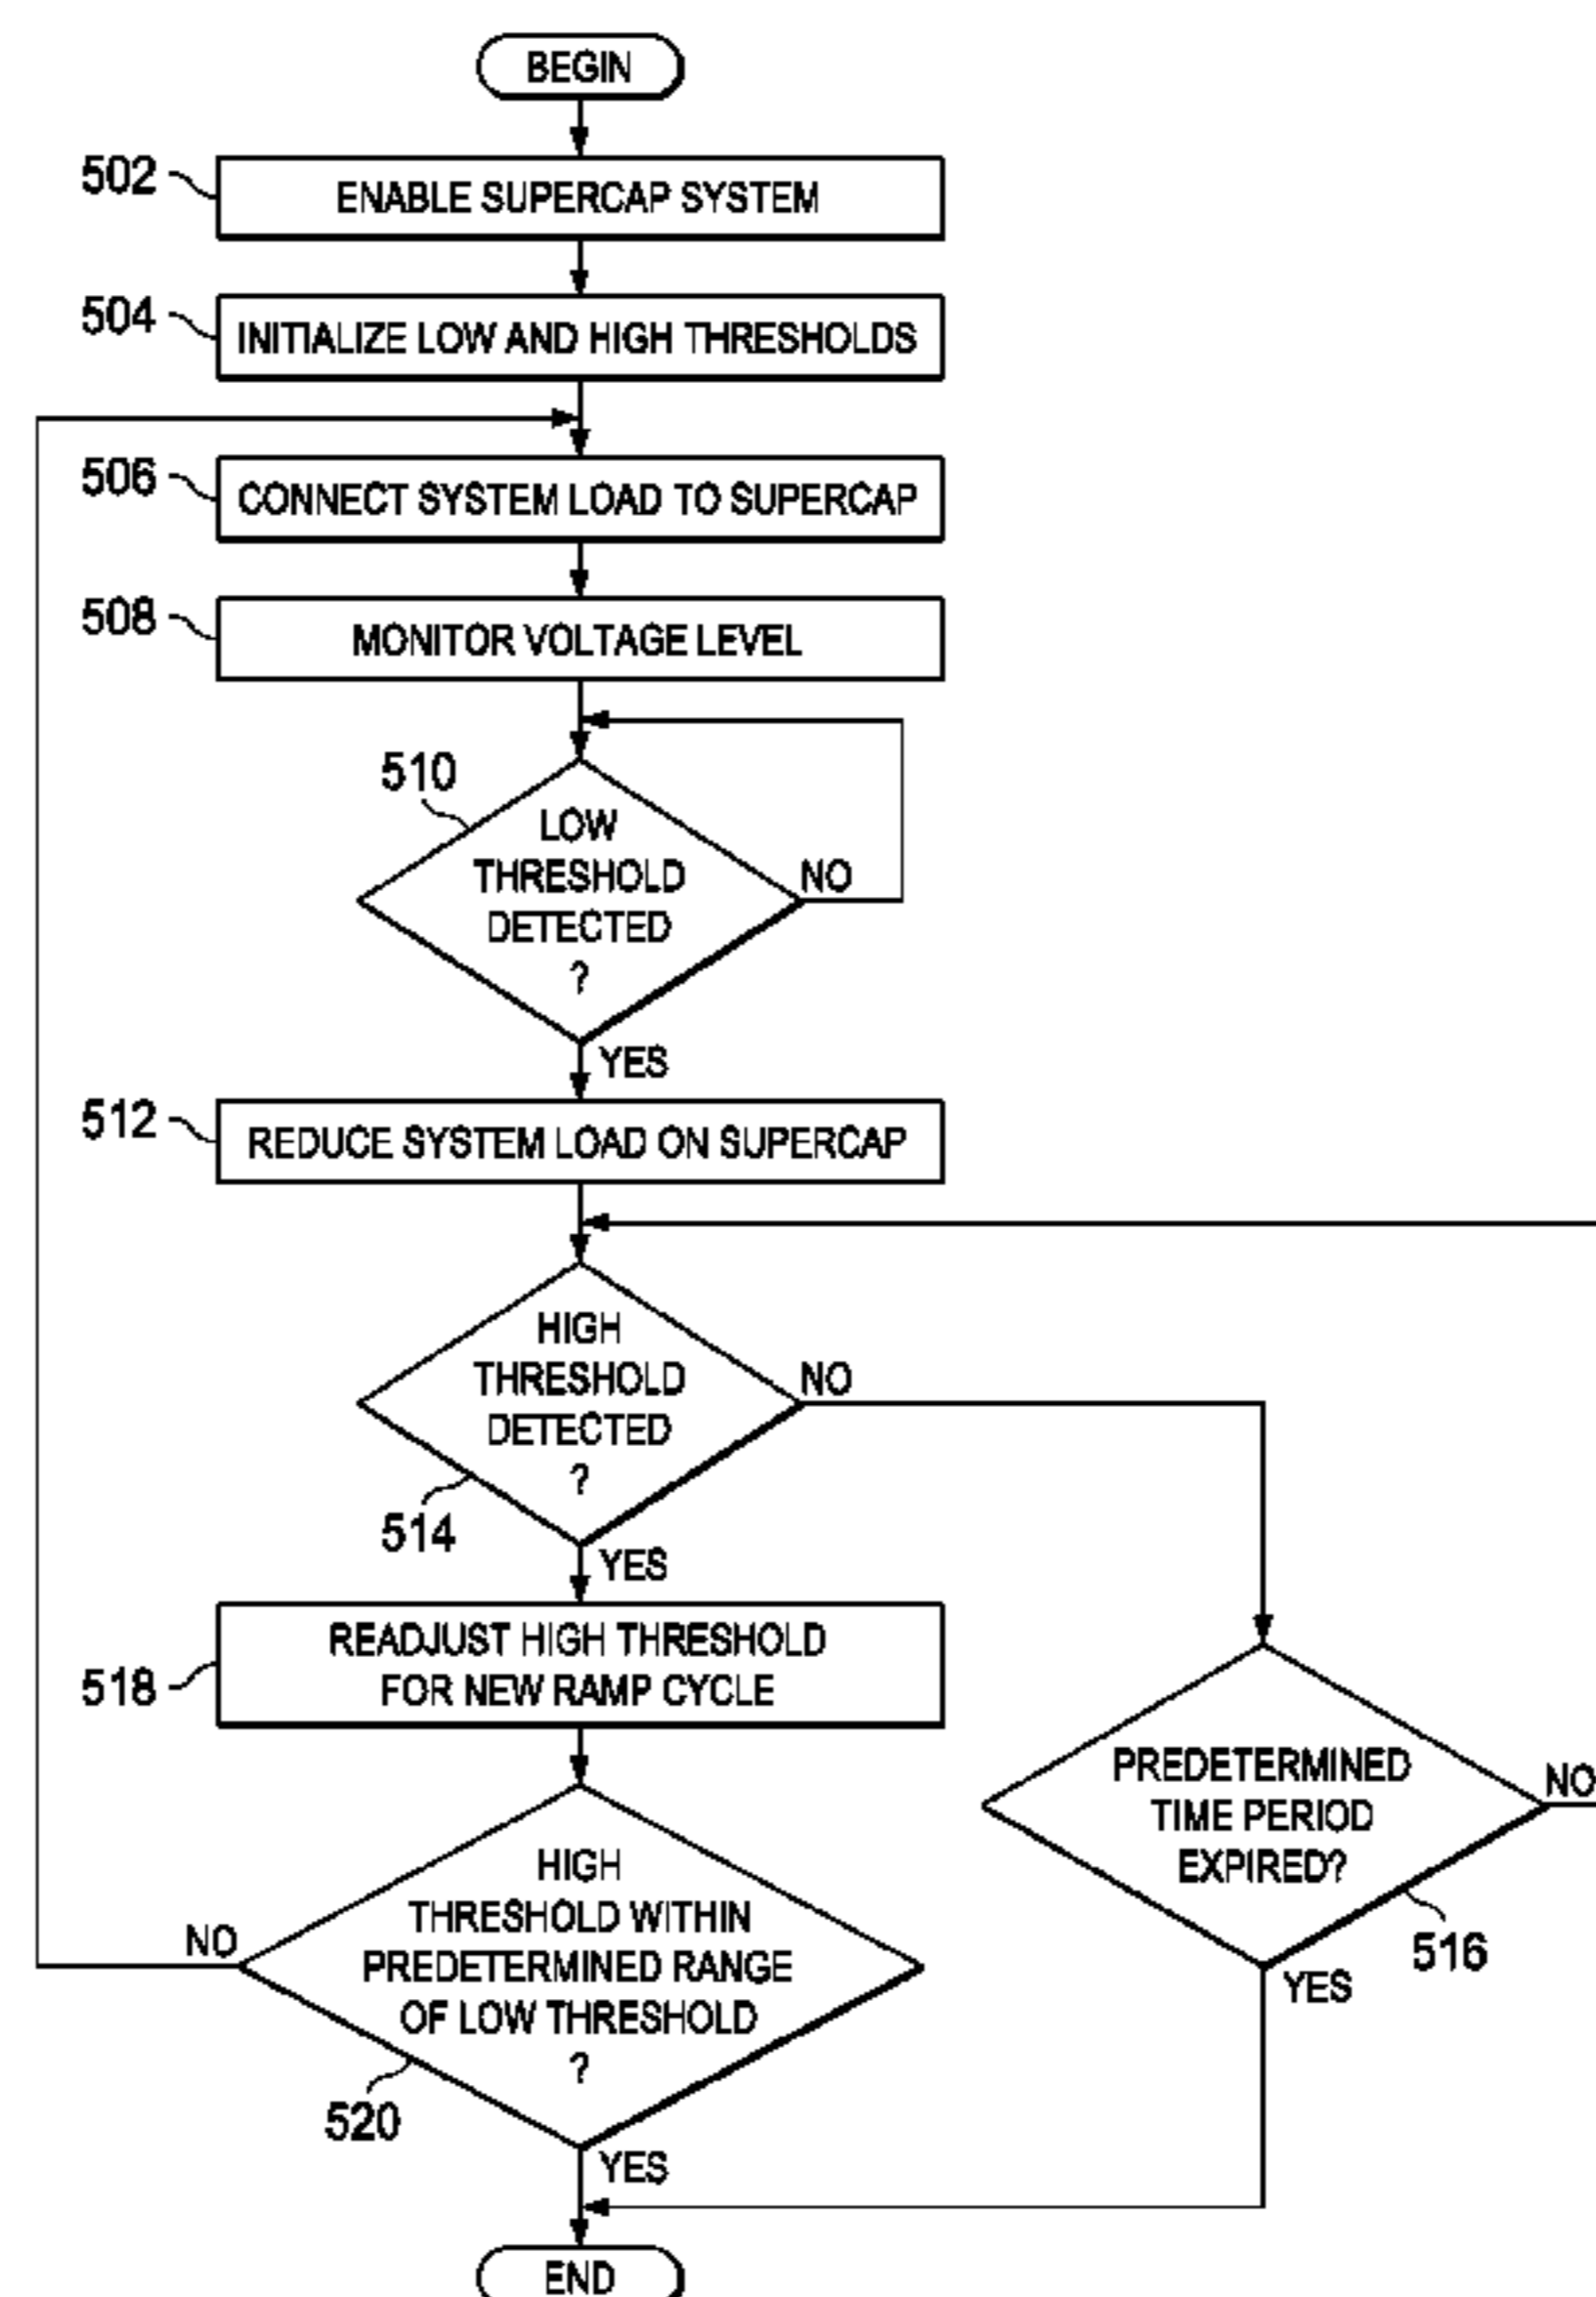 BEGIN
502
ENABLE SUPERCAP SYSTEM
504
INITIALIZE LOW AND HIGH THRESHOLDS
506
CONNECT SYSTEM LOAD TO SUPERCAP
508
MONITOR VOLTAGE LEVEL
510
LOW
THRESHOLD
DETECTED
?
NO
YES
512
REDUCE SYSTEM LOAD ON SUPERCAP
HIGH
THRESHOLD
DETECTED
?
NO
514
YES
518
READJUST HIGH THRESHOLD
FOR NEW RAMP CYCLE
PREDETERMINED
TIME PERIOD
EXPIRED?
NO
516
YES
HIGH
THRESHOLD WITHIN
PREDETERMINED RANGE
OF LOW THRESHOLD
?
NO
520
YES
END